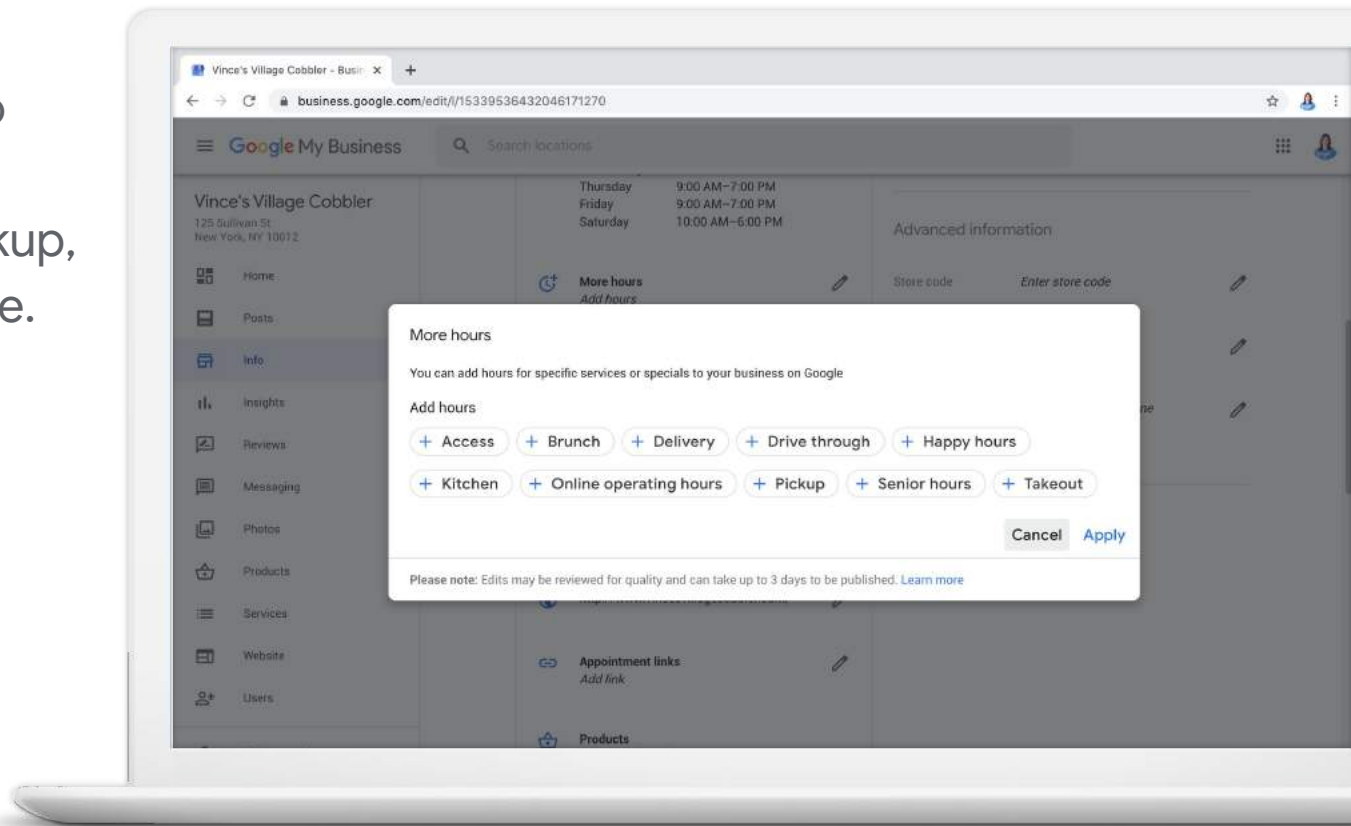 kup,
e.
Vince's Village Cobbler - Busin
business.google.com/edit/l/15339536432046171270
Google My Business
Search locations
Vince's Village Cobbler
125 Sullivan St
New York, NY 10012
Home
Posts
Info
Insights
Reviews
Messaging
Photos
Products
Services
Website
Users
Thursday 9:00 AM–7:00 PM
Friday 9:00 AM–7:00 PM
Saturday 10:00 AM–6:00 PM
More hours
Add hours
Advanced information
Store code Enter store code
More hours
You can add hours for specific services or specials to your business on Google
Add hours
+ Access + Brunch + Delivery + Drive through + Happy hours
+ Kitchen + Online operating hours + Pickup + Senior hours + Takeout
Cancel Apply
Please note: Edits may be reviewed for quality and can take up to 3 days to be published. Learn more
ne
Appointment links
Add link
Products